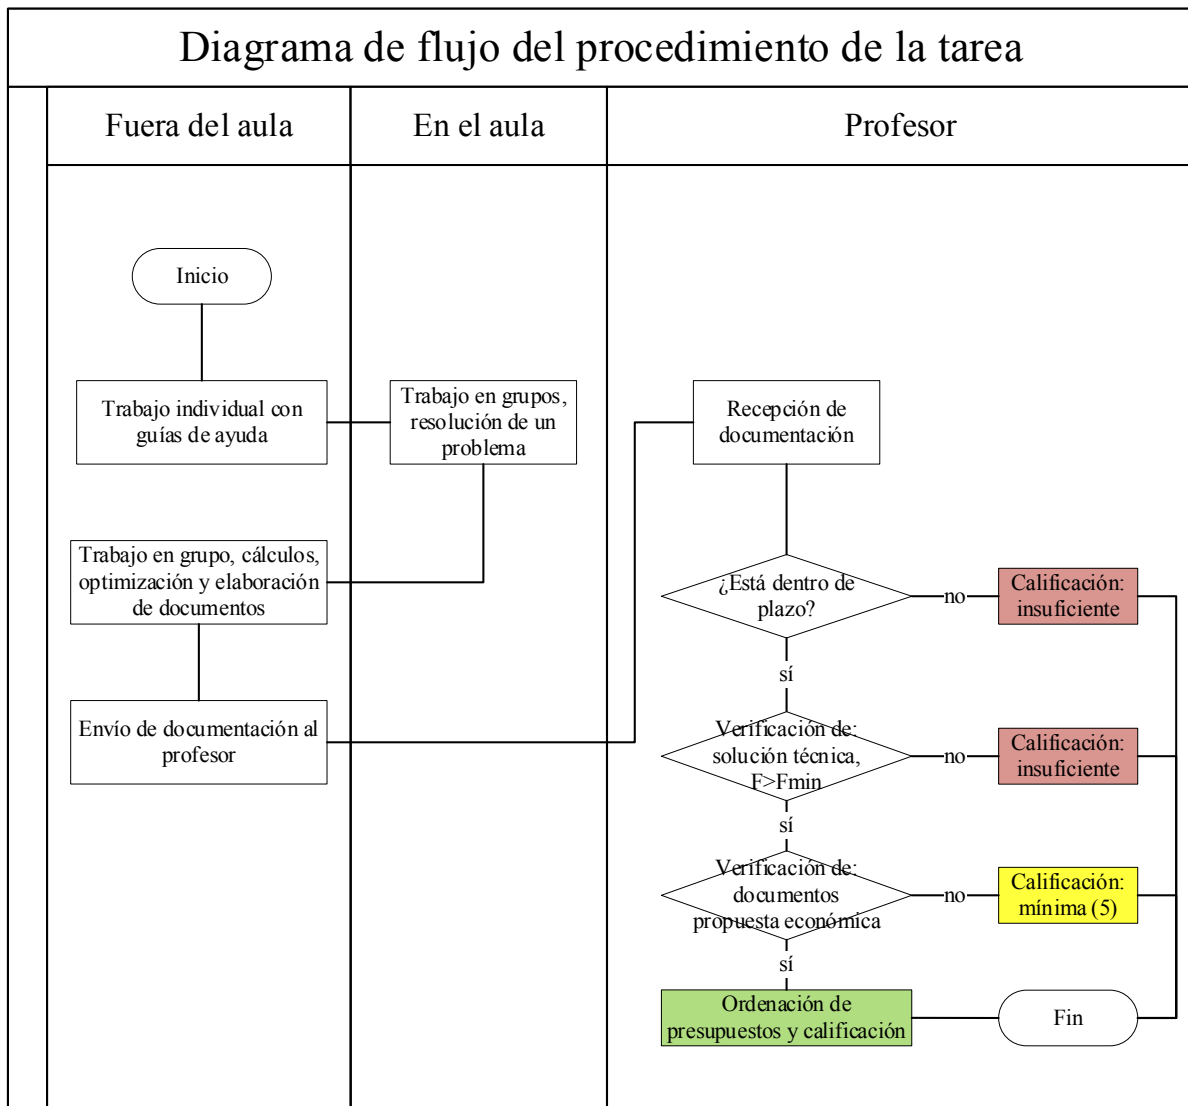 Diagrama de flujo del procedimiento de la tarea
Fuera del aula
En el aula
Profesor
Inicio
Trabajo individual con
guías de ayuda
Trabajo en grupos,
resolución de un
problema
Recepción de
documentación
Trabajo en grupo, cálculos,
optimización y elaboración
de documentos
¿Está dentro de
plazo?
no
Calificación:
insuficiente
sí
Envío de documentación al
profesor
Verificación de:
solución técnica,
F>Fmin
no
Calificación:
insuficiente
sí
Verificación de:
documentos
propuesta económica
no
Calificación:
mínima (5)
sí
Ordenación de
presupuestos y calificación
Fin